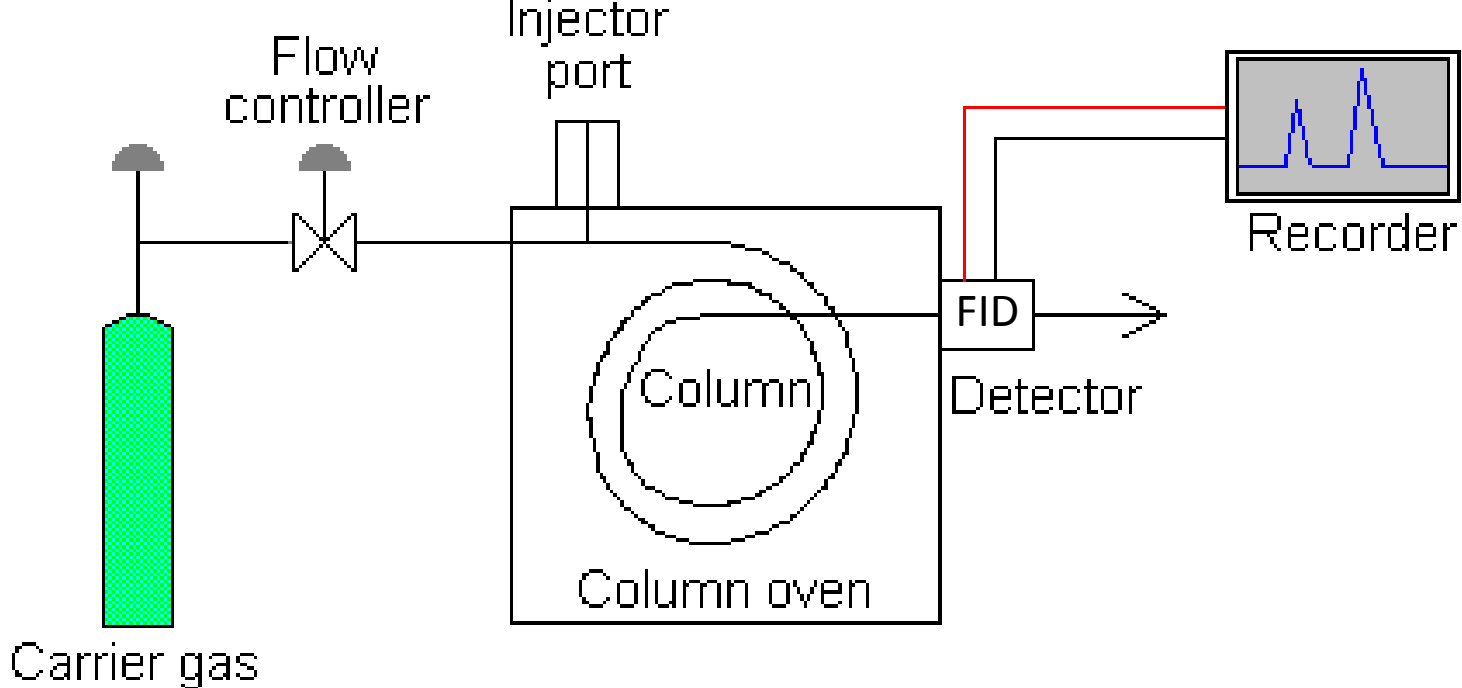 Injector
port
Flow
controller
Recorder
FID
Column
Detector
Column oven
Carrier gas